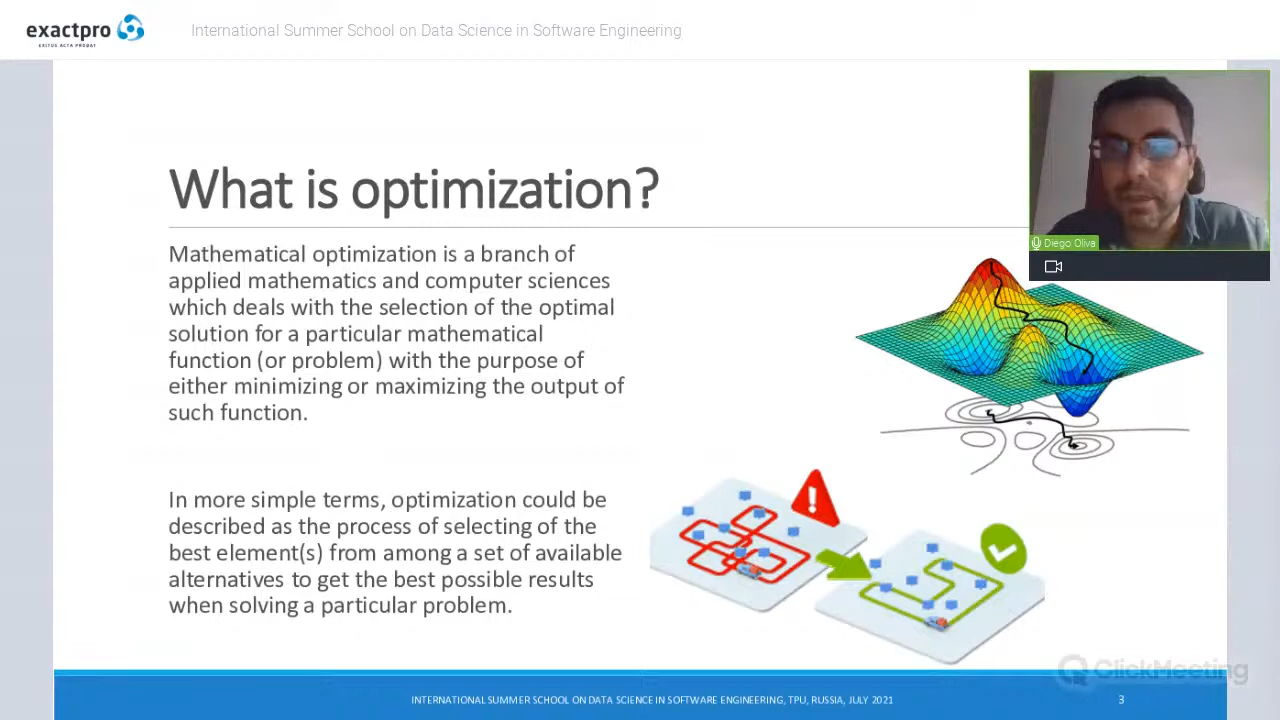 exactpro
EXITUS ACTA PROBAT
International Summer School on Data Science in Software Engineering
What is optimization?
Diego Oliva
Mathematical optimization is a branch of
applied mathematics and computer sciences
which deals with the selection of the optimal
solution for a particular mathematical
function (or problem) with the purpose of
either minimizing or maximizing the output of
such function.
In more simple terms, optimization could be
described as the process of selecting of the
best element(s) from among a set of available
alternatives to get the best possible results
when solving a particular problem.
ClickMeeting
INTERNATIONAL SUMMER SCHOOL ON DATA SCIENCE IN SOFTWARE ENGINEERING, TPU, RUSSIA, JULY 2021
3